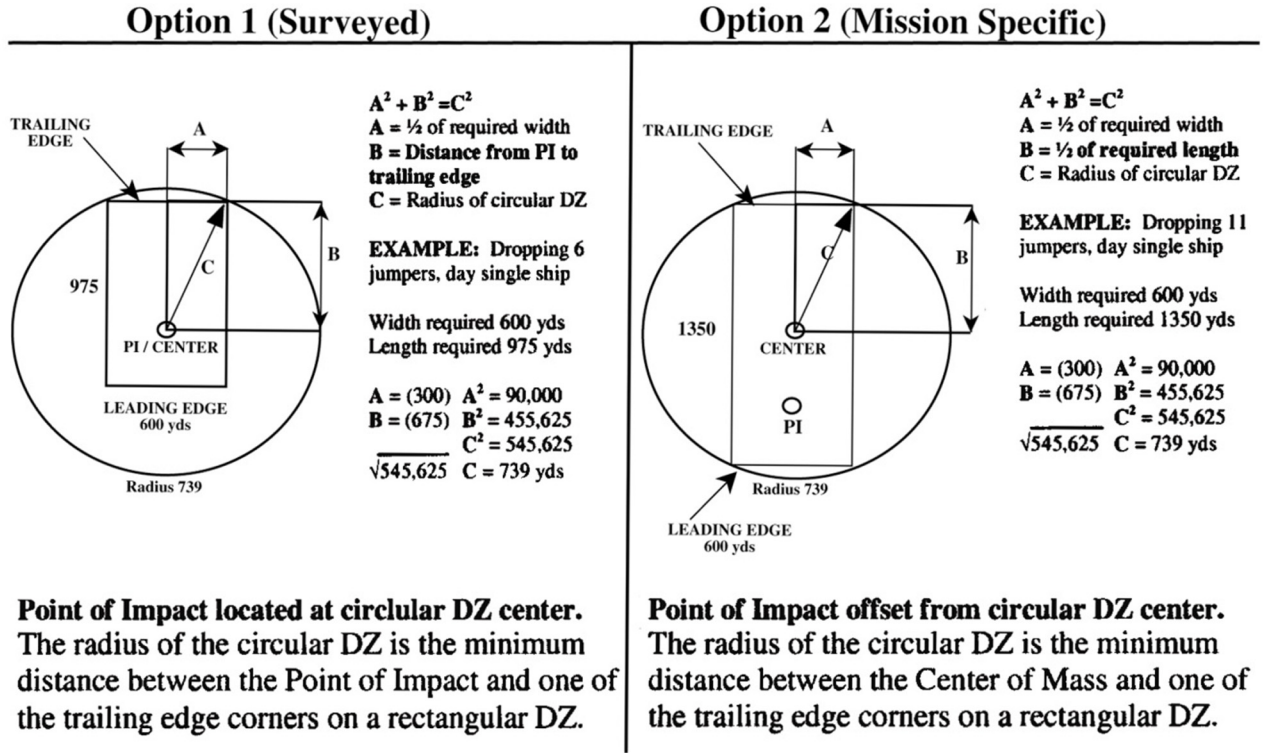 Option 1 (Surveyed)
TRAILING
EDGE
A
A² + B² =C²
A = ½ of required width
B = Distance from PI to
trailing edge
C = Radius of circular DZ
EXAMPLE: Dropping 6
jumpers, day single ship
Width required 600 yds
Length required 975 yds
A = (300) A² = 90,000
B = (675) B² = 455,625
C² = 545,625
√545,625 C = 739 yds
B
C
975
PI / CENTER
LEADING EDGE
600 yds
Radius 739
Point of Impact located at circlular DZ center.
The radius of the circular DZ is the minimum
distance between the Point of Impact and one of
the trailing edge corners on a rectangular DZ.
Option 2 (Mission Specific)
TRAILING EDGE
A
A² + B² =C²
A = ½ of required width
B = ½ of required length
C = Radius of circular DZ
EXAMPLE: Dropping 11
jumpers, day single ship
Width required 600 yds
Length required 1350 yds
A = (300) A² = 90,000
B = (675) B² = 455,625
C² = 545,625
√545,625 C = 739 yds
C
B
1350
CENTER
PI
Radius 739
LEADING EDGE
600 yds
Point of Impact offset from circular DZ center.
The radius of the circular DZ is the minimum
distance between the Center of Mass and one of
the trailing edge corners on a rectangular DZ.